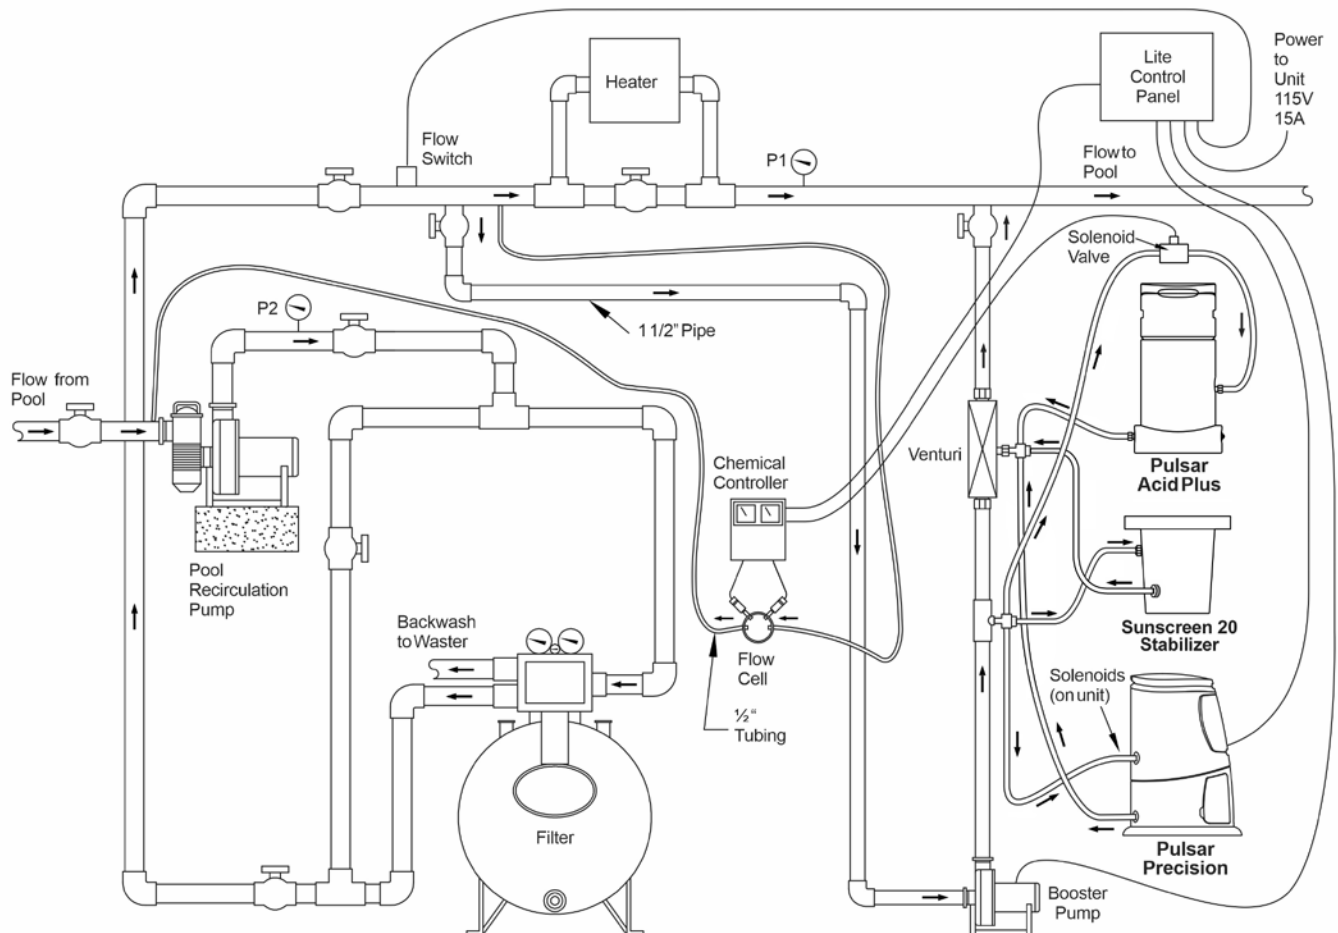 Power
to
Unit
115V
15A
Lite
Control
Panel
Heater
Flow
Switch
P1
Flow to
Pool
Solenoid
Valve
P2
1 1/2" Pipe
Flow from
Pool
Venturi
Chemical
Controller
Pulsar
Acid Plus
Pool
Recirculation
Pump
Backwash
to Waster
Flow
Cell
Sunscreen 20
Stabilizer
Solenoids
(on unit)
½"
Tubing
Filter
Pulsar
Precision
Booster
Pump